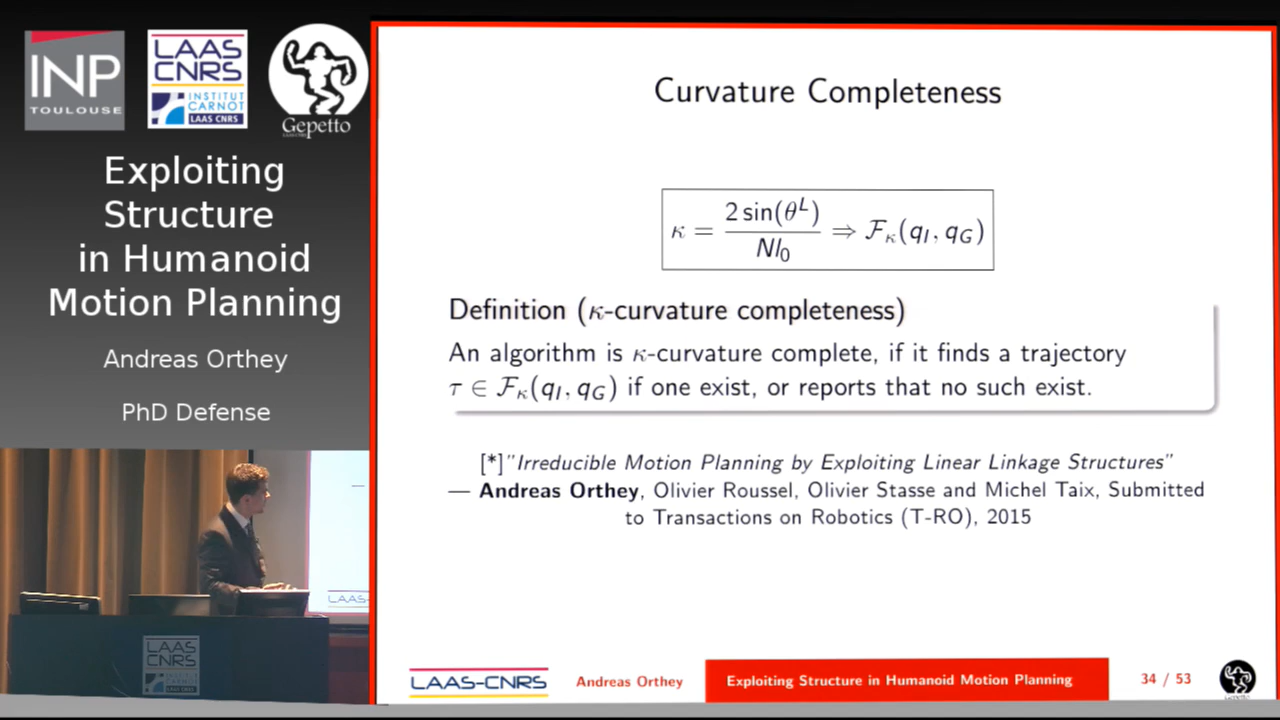 INP
TOULOUSE
LAAS
CNRS
INSTITUT
CARNOT
LAAS CNRS
Gepetto
LAAS CNRS
Exploiting
Structure
in Humanoid
Motion Planning
Andreas Orthey
PhD Defense
LAAS
CNRS
LAAS-
Curvature Completeness
κ = 2 sin(θ^L) / Nl_0 ⇒ F_κ(q_I, q_G)
Definition (κ-curvature completeness)
An algorithm is κ-curvature complete, if it finds a trajectory
τ ∈ F_κ(q_I, q_G) if one exist, or reports that no such exist.
[*]"Irreducible Motion Planning by Exploiting Linear Linkage Structures"
— Andreas Orthey, Olivier Roussel, Olivier Stasse and Michel Taix, Submitted
to Transactions on Robotics (T-RO), 2015
LAAS-CNRS
Andreas Orthey
Exploiting Structure in Humanoid Motion Planning
34 / 53
Gepetto